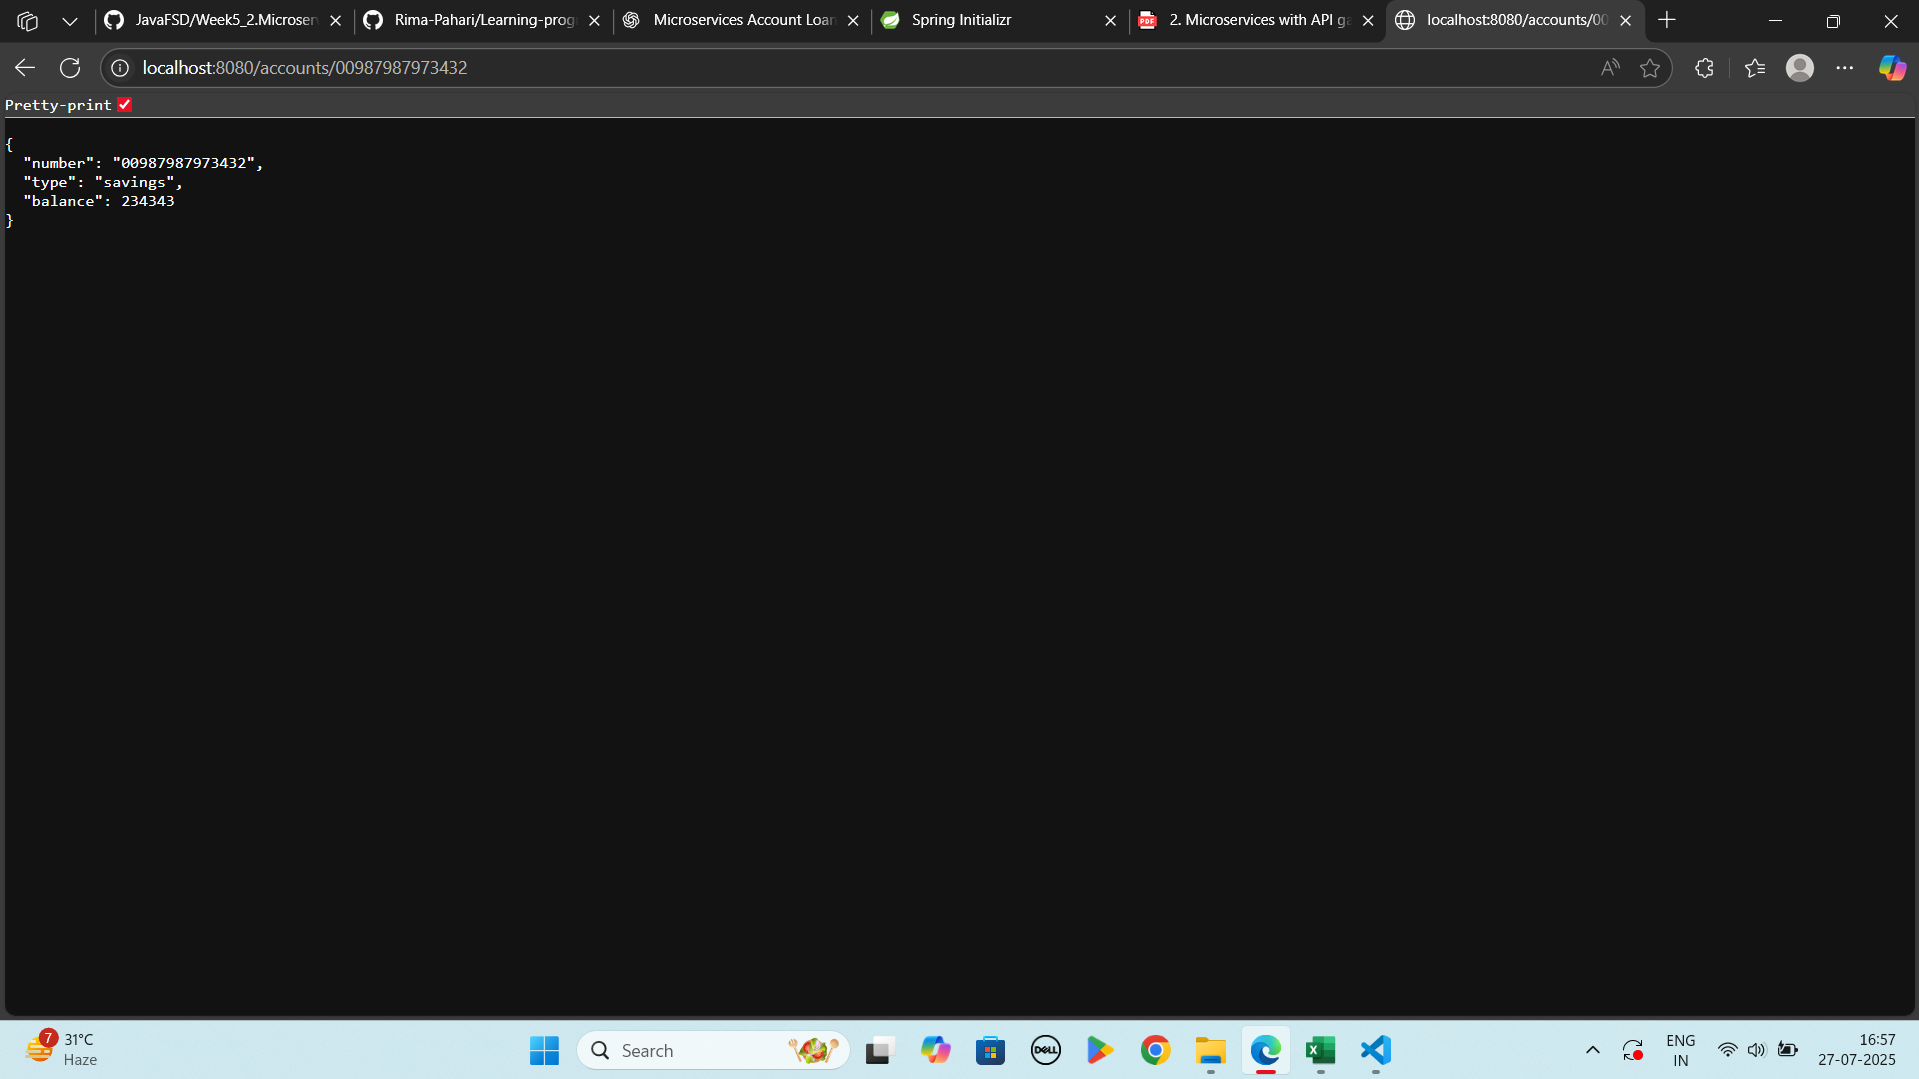 JavaFSD/Week5_2.Microser
Rima-Pahari/Learning-prog
Microservices Account Loan
Spring Initializr
2. Microservices with API ga
localhost:8080/accounts/00
localhost:8080/accounts/00987987973432
Pretty-print
{
"number": "00987987973432",
"type": "savings",
"balance": 234343
}
7
31°C
Haze
Search
DELL
ENG
IN
16:57
27-07-2025